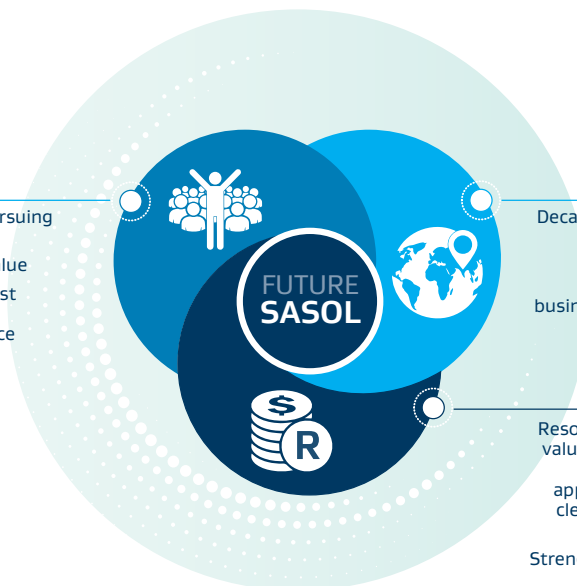 rsuing
lue
st
ce
FUTURE
SASOL
Deca
busin
$
R
Reso
valu
app
cle
Stren